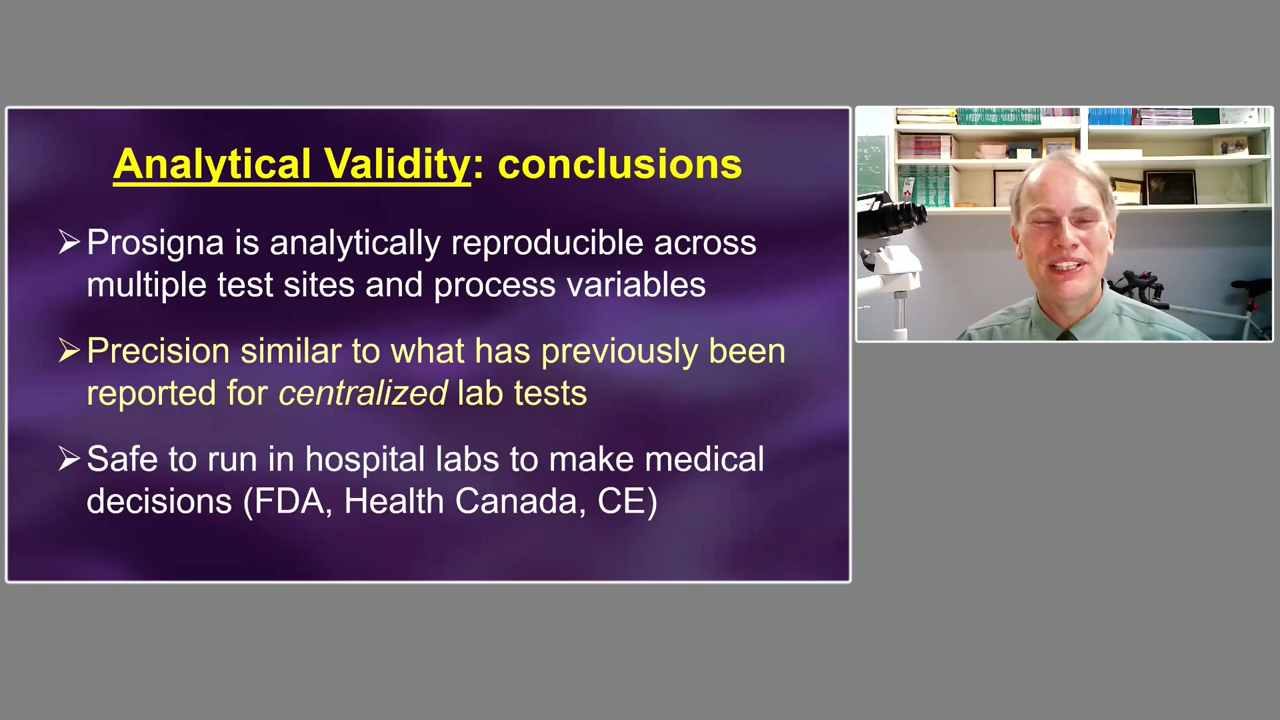 Analytical Validity: conclusions
➢Prosigna is analytically reproducible across
multiple test sites and process variables
➢Precision similar to what has previously been
reported for centralized lab tests
➢Safe to run in hospital labs to make medical
decisions (FDA, Health Canada, CE)